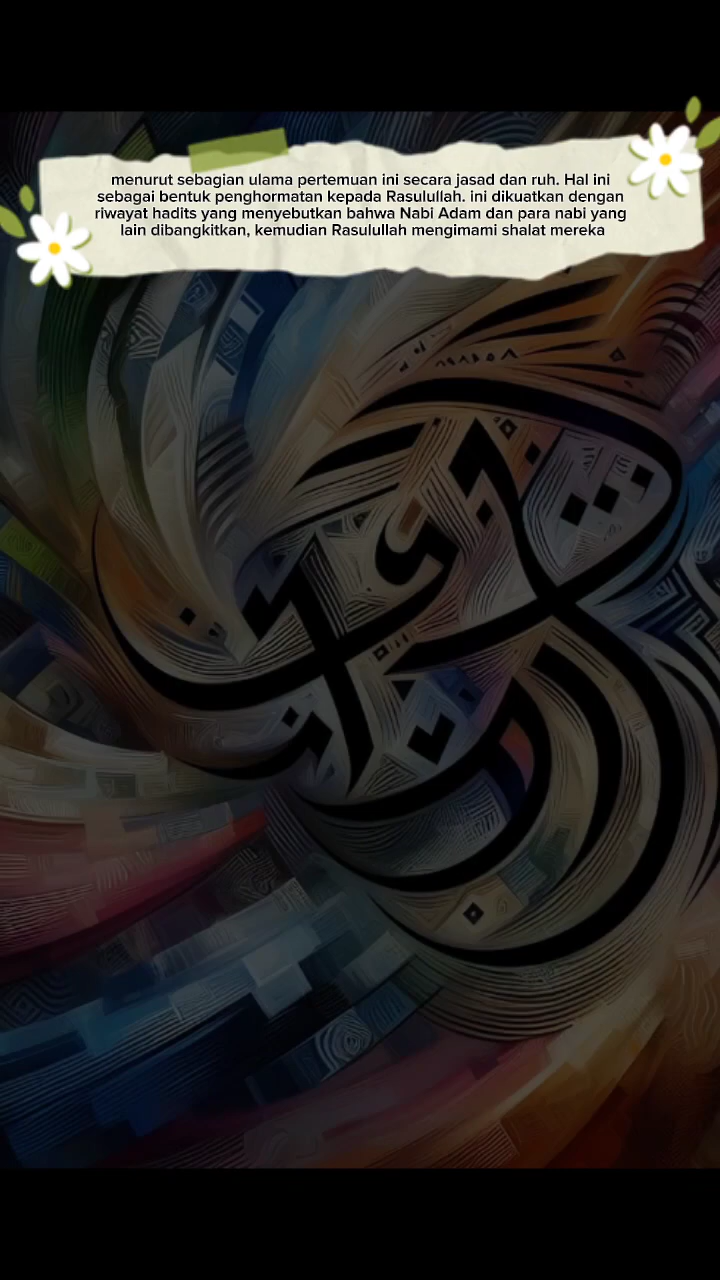 menurut sebagian ulama pertemuan ini secara jasad dan ruh. Hal ini
sebagai bentuk penghormatan kepada Rasulullah. ini dikuatkan dengan
riwayat hadits yang menyebutkan bahwa Nabi Adam dan para nabi yang
lain dibangkitkan, kemudian Rasulullah mengimami shalat mereka